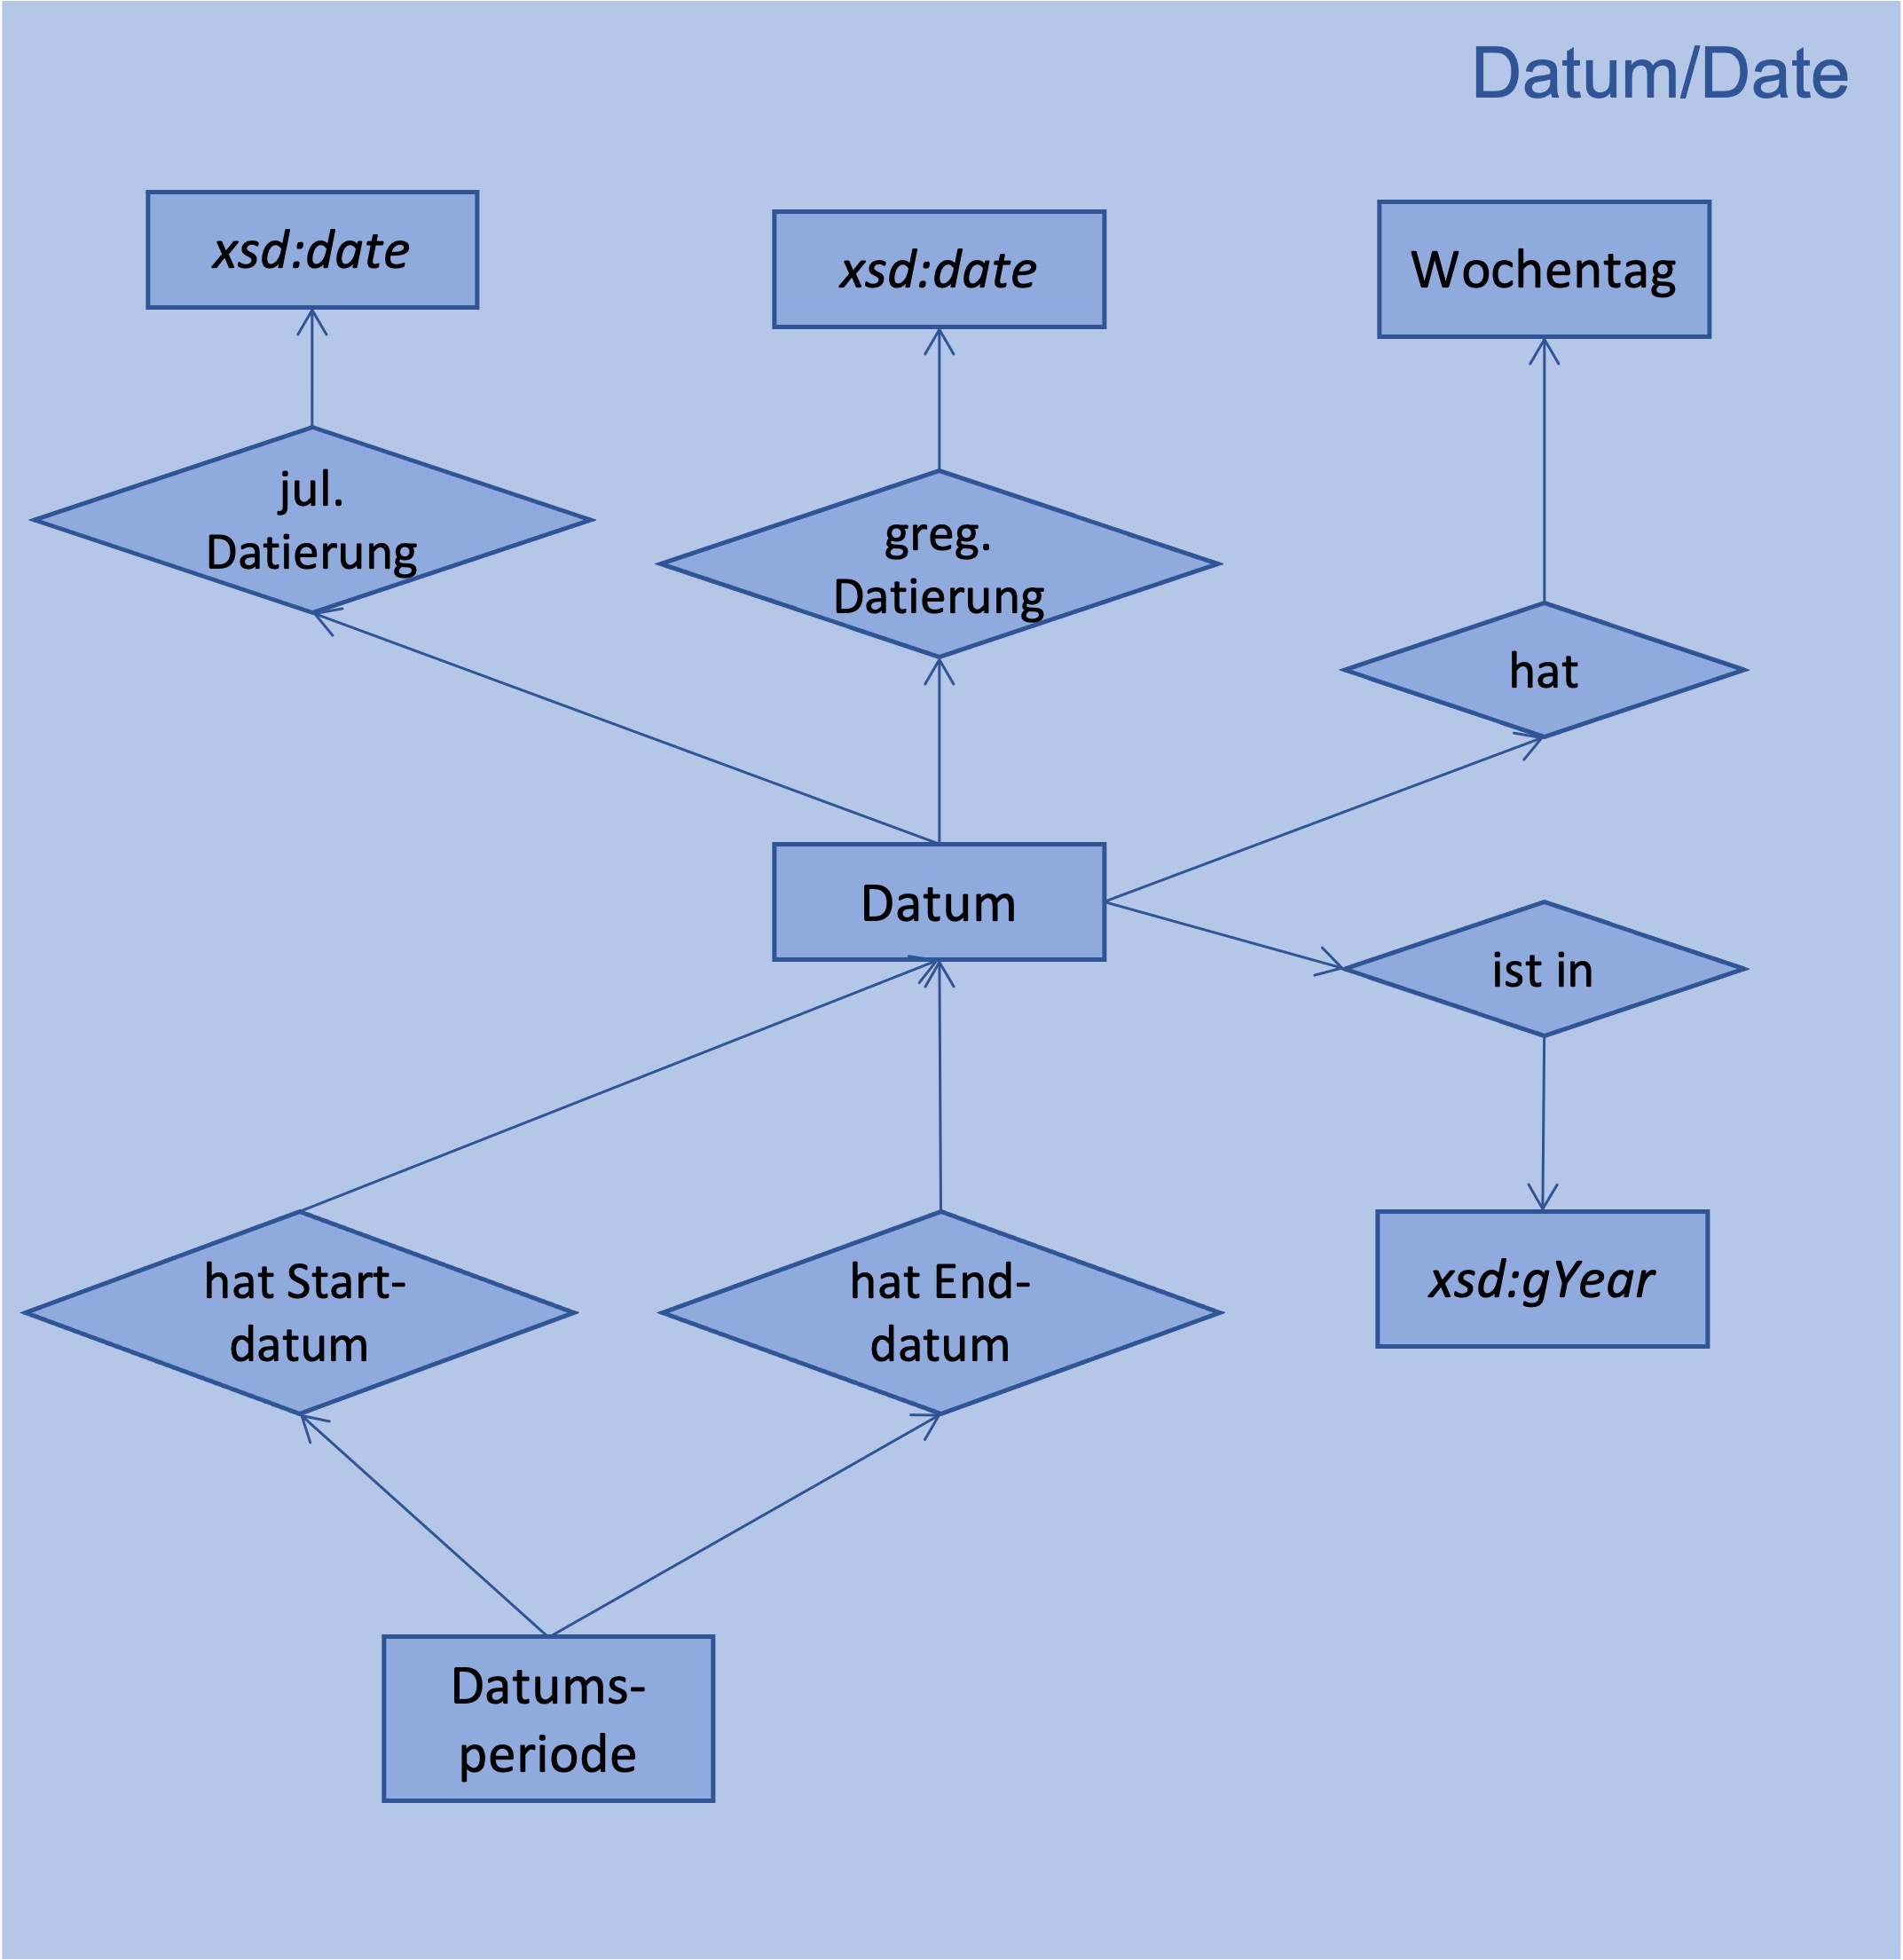 Datum/Date
xsd:date
xsd:date
Wochentag
jul.
Datierung
greg.
Datierung
hat
Datum
ist in
hat Start-
datum
hat End-
datum
xsd:gYear
Datums-
periode